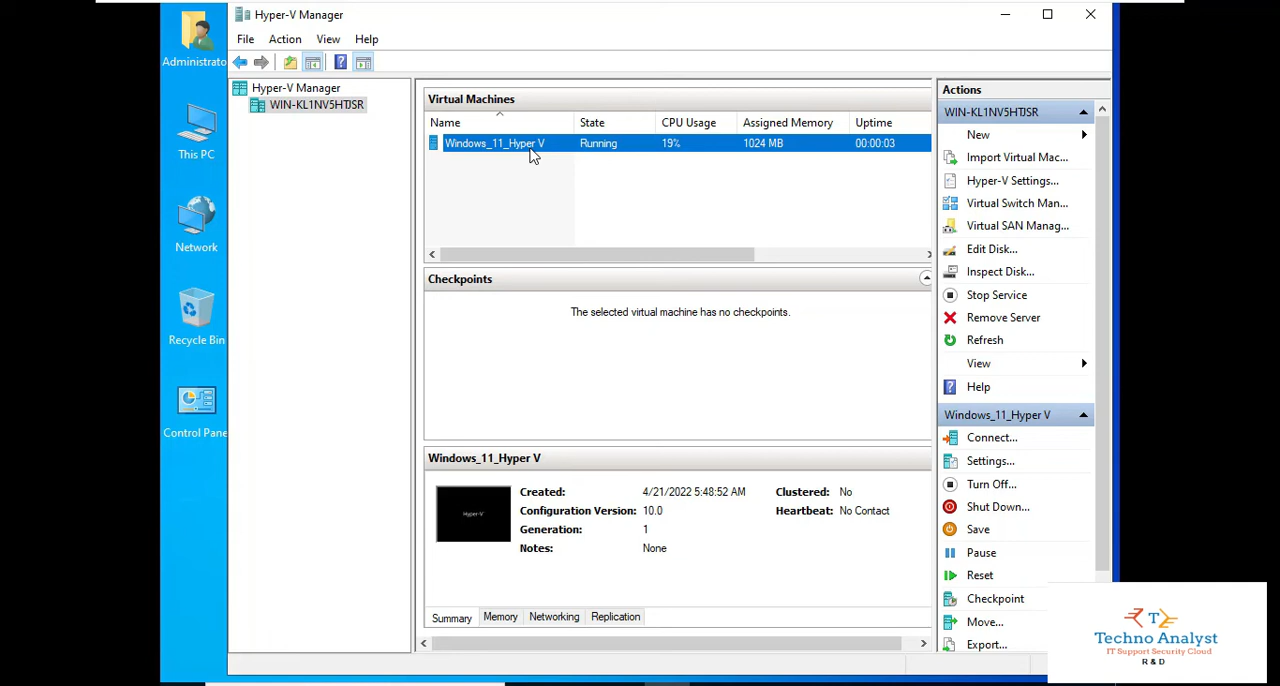 Hyper-V Manager
File Action View Help
Administrato
This PC
Network
Recycle Bin
Control Pane
Hyper-V Manager
WIN-KL1NV5HTJSR
Virtual Machines
Name State CPU Usage Assigned Memory Uptime
Windows_11_Hyper V Running 19% 1024 MB 00:00:03
Checkpoints
The selected virtual machine has no checkpoints.
Windows_11_Hyper V
Hyper-V
Created: 4/21/2022 5:48:52 AM Clustered: No
Configuration Version: 10.0 Heartbeat: No Contact
Generation: 1
Notes: None
Summary Memory Networking Replication
Actions
WIN-KL1NV5HTJSR
New
Import Virtual Mac...
Hyper-V Settings...
Virtual Switch Man...
Virtual SAN Manag...
Edit Disk...
Inspect Disk...
Stop Service
Remove Server
Refresh
View
Help
Windows_11_Hyper V
Connect...
Settings...
Turn Off...
Shut Down...
Save
Pause
Reset
Checkpoint
Move...
Export...
T
Techno Analyst
IT Support Security Cloud
R & D